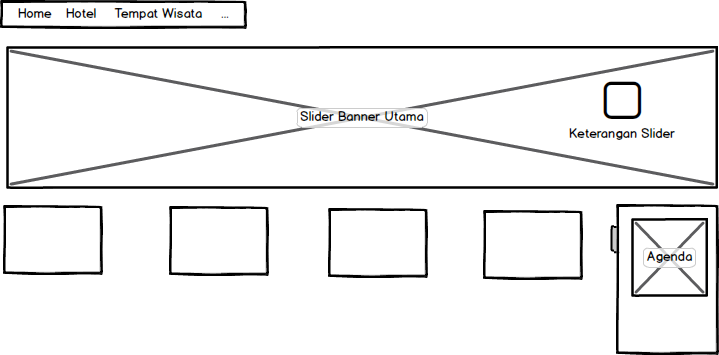 Home Hotel Tempat Wisata ...
Slider Banner Utama
Keterangan Slider
Agenda